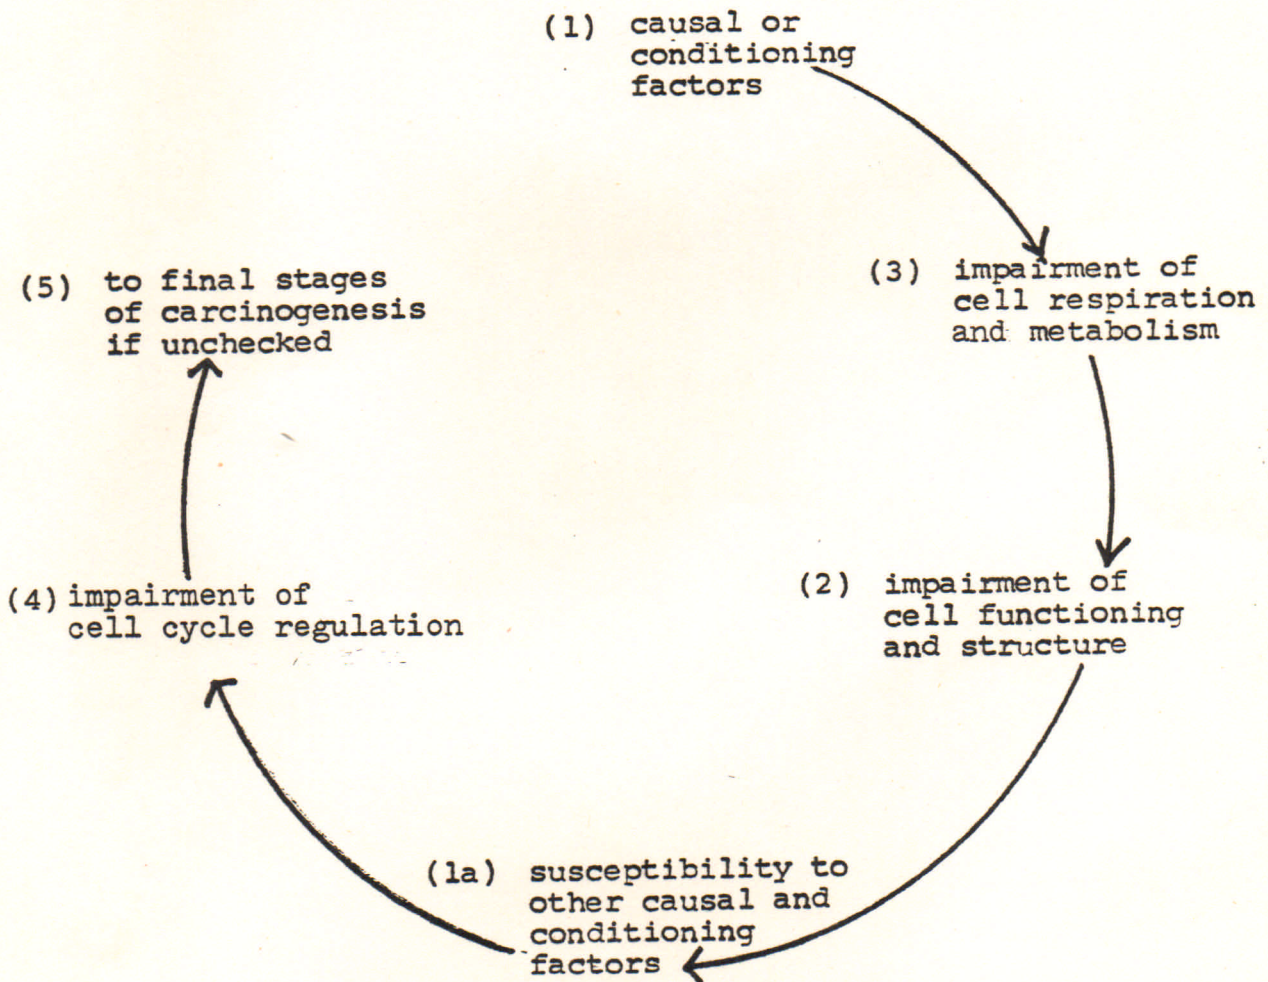 (1) causal or
conditioning
factors
(3) impairment of
cell respiration
and metabolism
(2) impairment of
cell functioning
and structure
(1a) susceptibility to
other causal and
conditioning
factors
(4) impairment of
cell cycle regulation
(5) to final stages
of carcinogenesis
if unchecked